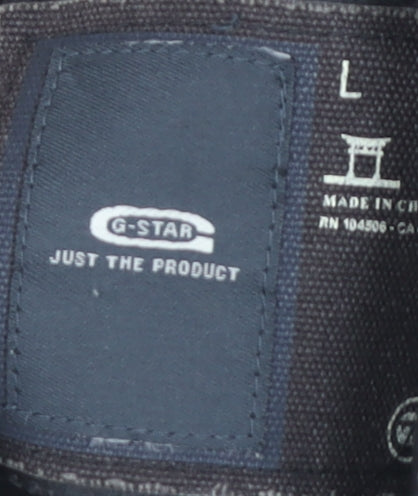 L
G-STAR
JUST THE PRODUCT
MADE IN CH
RN 104506 - CA